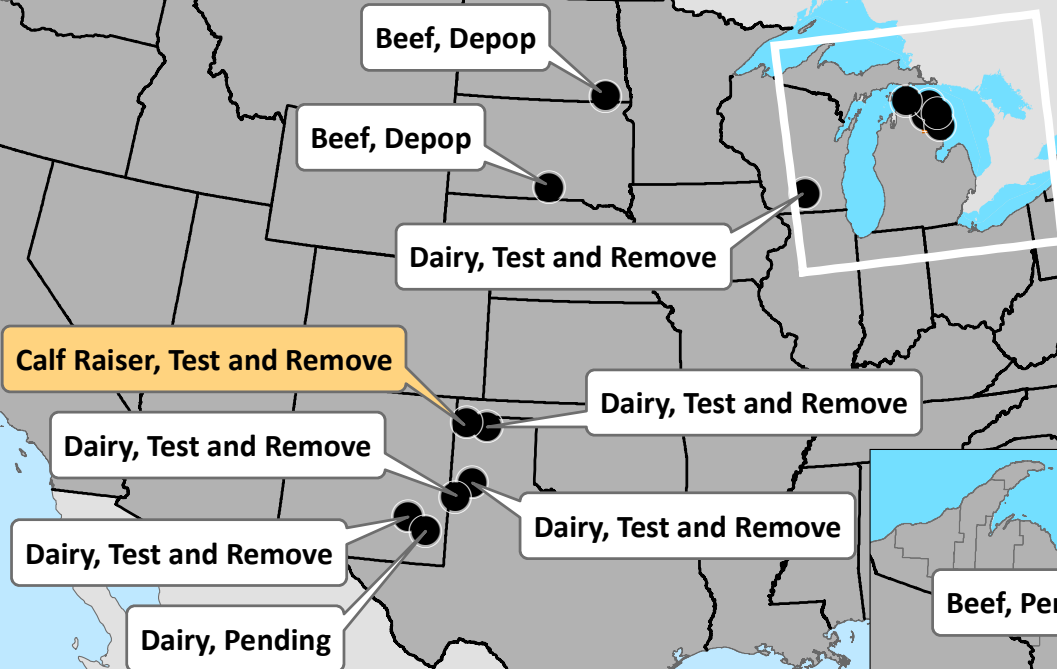 Beef, Depop
Beef, Depop
Dairy, Test and Remove
Calf Raiser, Test and Remove
Dairy, Test and Remove
Dairy, Test and Remove
Dairy, Test and Remove
Dairy, Test and Remove
Beef,
Dairy, Pending